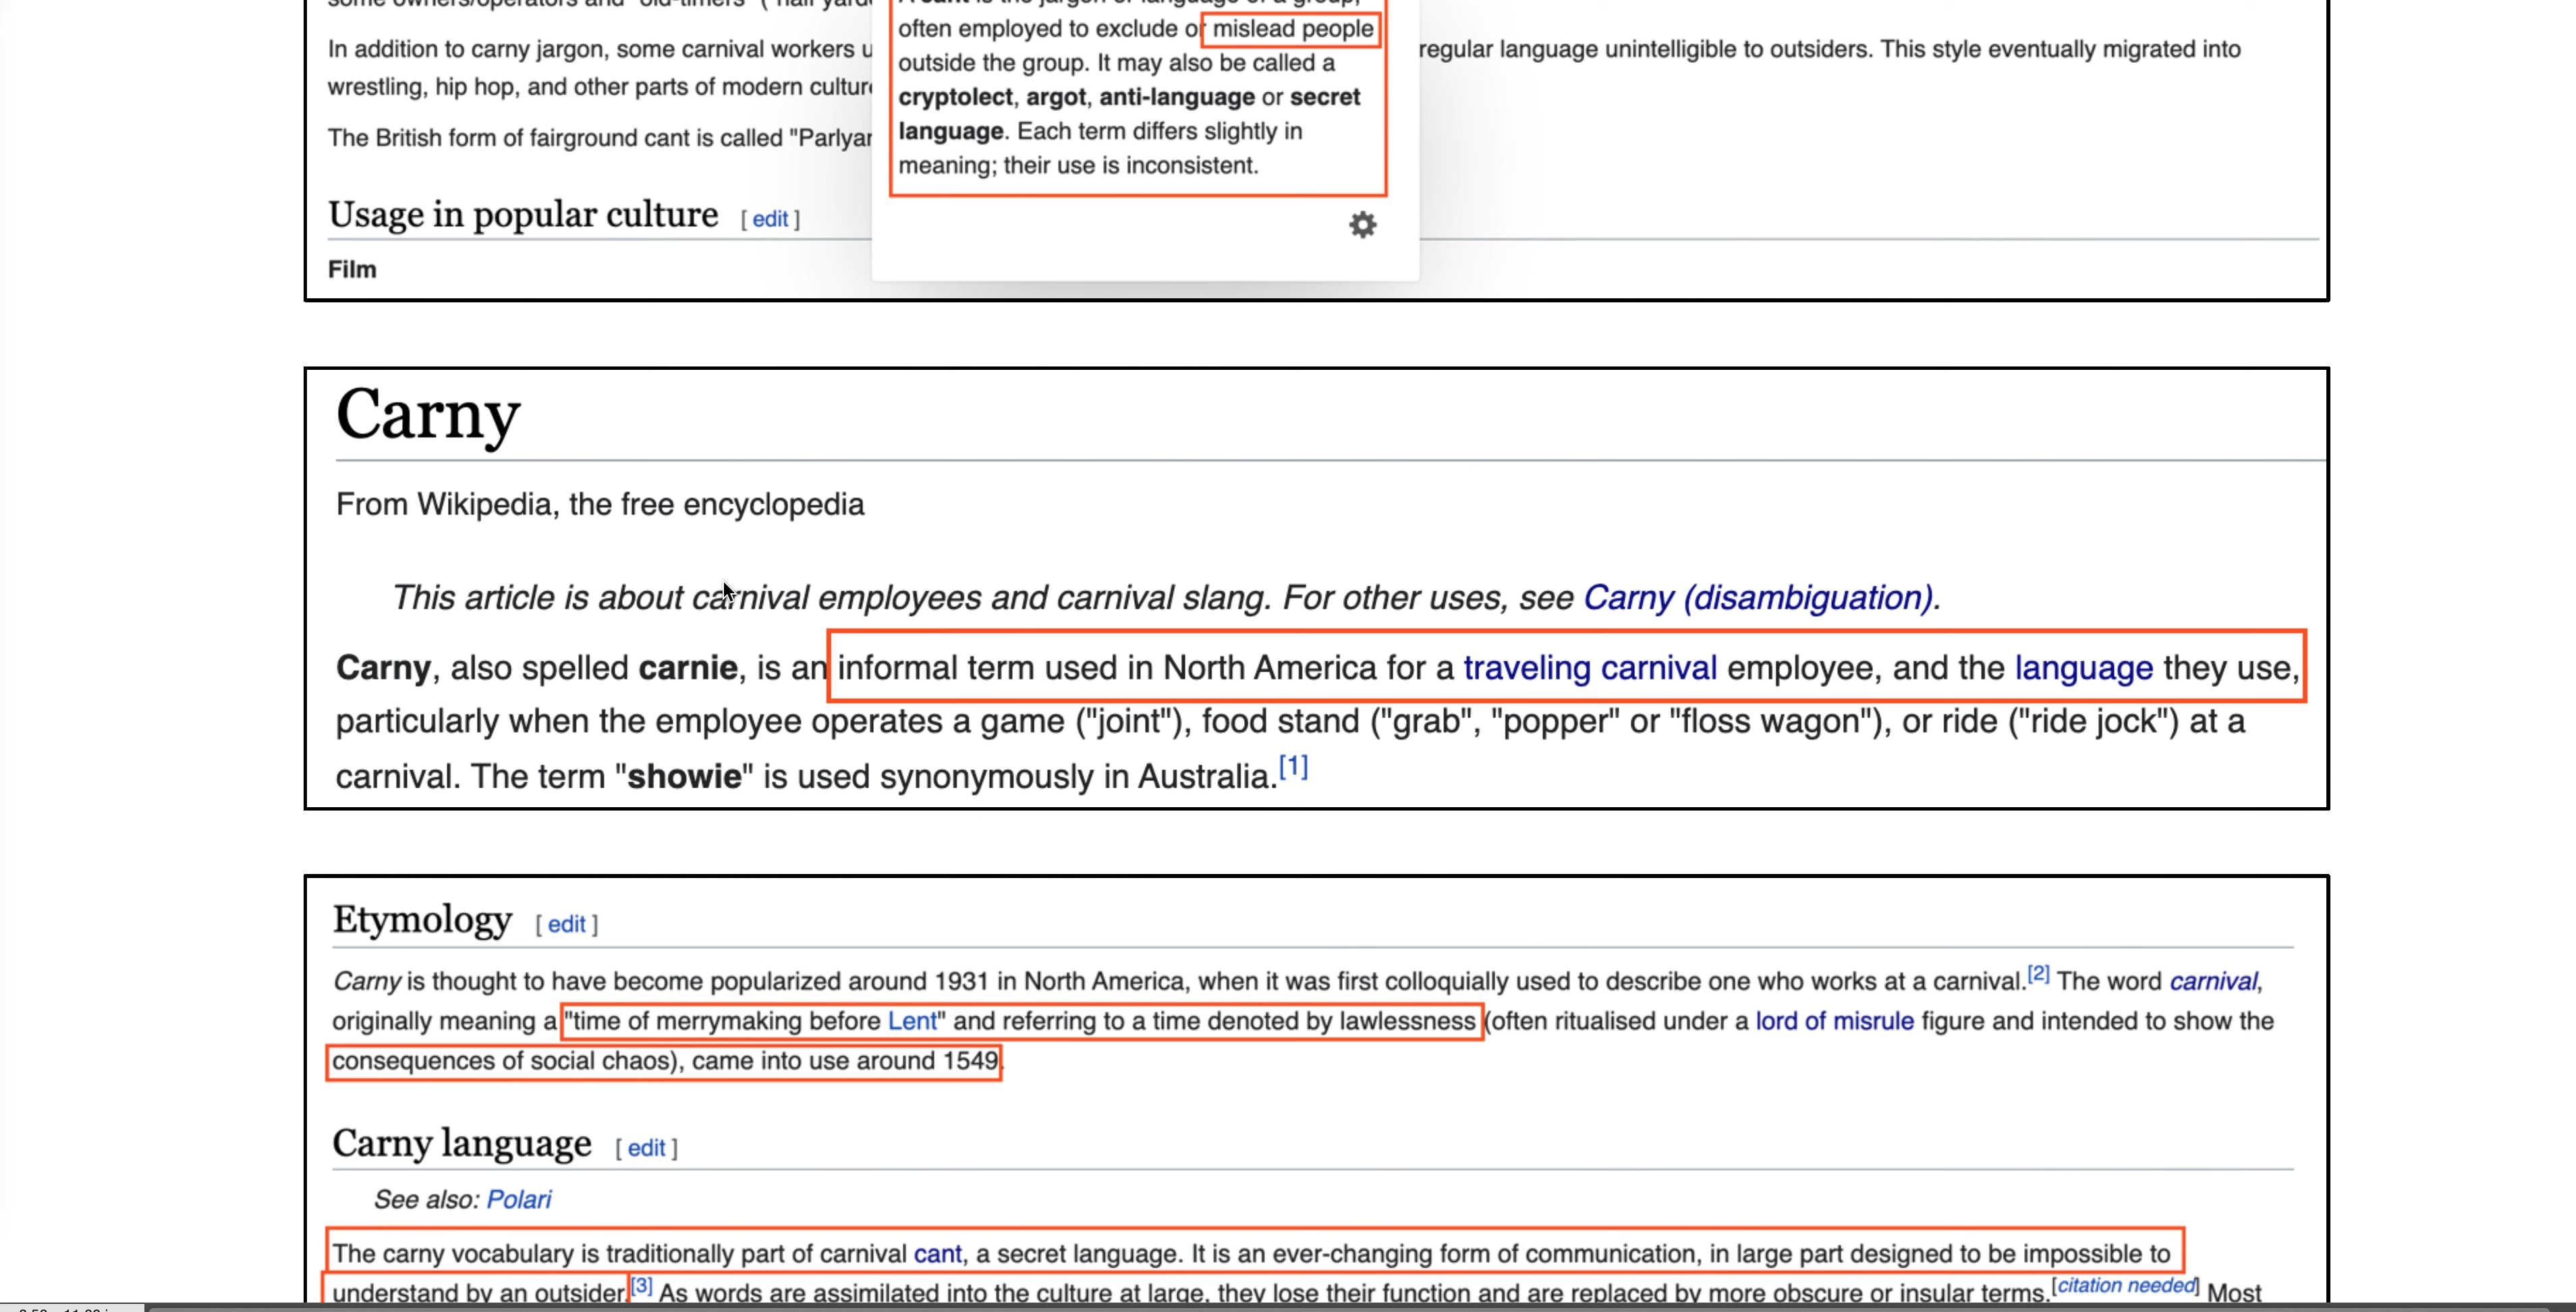 some owners/operators and "old-timers" ("half yarde
often employed to exclude or mislead people
In addition to carny jargon, some carnival workers u
regular language unintelligible to outsiders. This style eventually migrated into
outside the group. It may also be called a
wrestling, hip hop, and other parts of modern culture
cryptolect, argot, anti-language or secret
The British form of fairground cant is called "Parlyar
language. Each term differs slightly in
meaning; their use is inconsistent.
Usage in popular culture [ edit ]
Film
Carny
From Wikipedia, the free encyclopedia
This article is about carnival employees and carnival slang. For other uses, see Carny (disambiguation).
Carny, also spelled carnie, is an informal term used in North America for a traveling carnival employee, and the language they use,
particularly when the employee operates a game ("joint"), food stand ("grab", "popper" or "floss wagon"), or ride ("ride jock") at a
carnival. The term "showie" is used synonymously in Australia.[1]
Etymology [ edit ]
Carny is thought to have become popularized around 1931 in North America, when it was first colloquially used to describe one who works at a carnival.[2] The word carnival,
originally meaning a "time of merrymaking before Lent" and referring to a time denoted by lawlessness (often ritualised under a lord of misrule figure and intended to show the
consequences of social chaos), came into use around 1549.
Carny language [ edit ]
See also: Polari
The carny vocabulary is traditionally part of carnival cant, a secret language. It is an ever-changing form of communication, in large part designed to be impossible to
understand by an outsider.[3] As words are assimilated into the culture at large, they lose their function and are replaced by more obscure or insular terms.[citation needed] Most